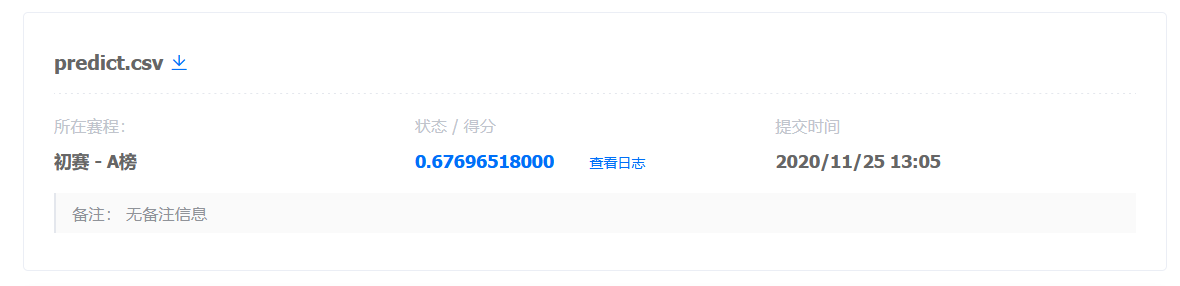 predict.csv
所在赛程：
状态 / 得分
提交时间
初赛 - A榜
0.67696518000
查看日志
2020/11/25 13:05
备注： 无备注信息